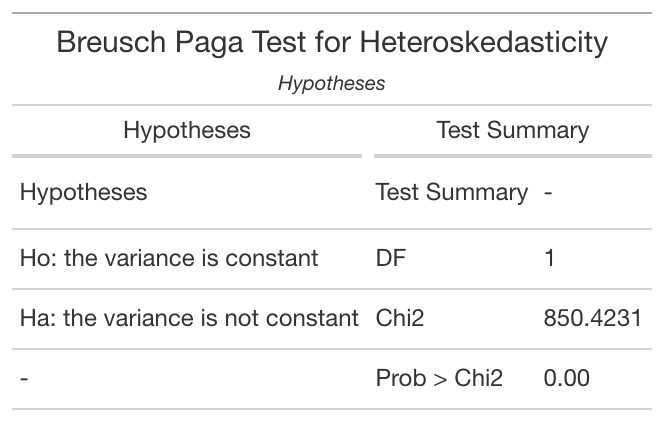 Breusch Paga Test for Heteroskedasticity
Hypotheses
Hypotheses Test Summary
Hypotheses Test Summary -
Ho: the variance is constant DF 1
Ha: the variance is not constant Chi2 850.4231
- Prob > Chi2 0.00